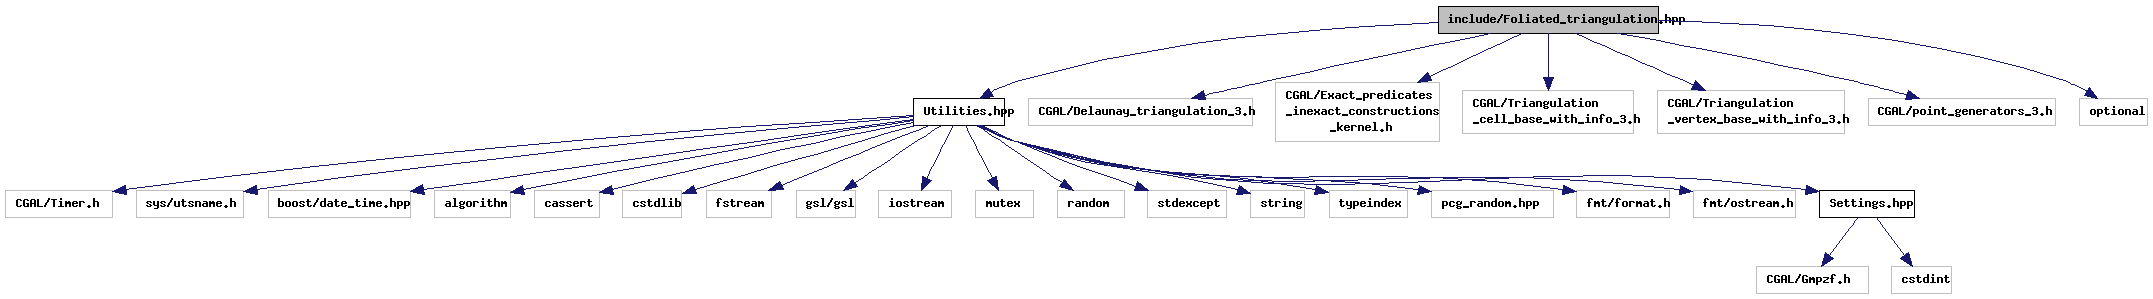 include/Foliated_triangulation.hpp
Utilities.hpp
CGAL/Delaunay_triangulation_3.h
CGAL/Exact_predicates
_inexact_constructions
_kernel.h
CGAL/Triangulation
_cell_base_with_info_3.h
CGAL/Triangulation
_vertex_base_with_info_3.h
CGAL/point_generators_3.h
optional
CGAL/Timer.h
sys/utsname.h
boost/date_time.hpp
algorithm
cassert
cstdlib
fstream
gsl/gsl
iostream
mutex
random
stdexcept
string
typeindex
pcg_random.hpp
fmt/format.h
fmt/ostream.h
Settings.hpp
CGAL/Gmpzf.h
cstdint